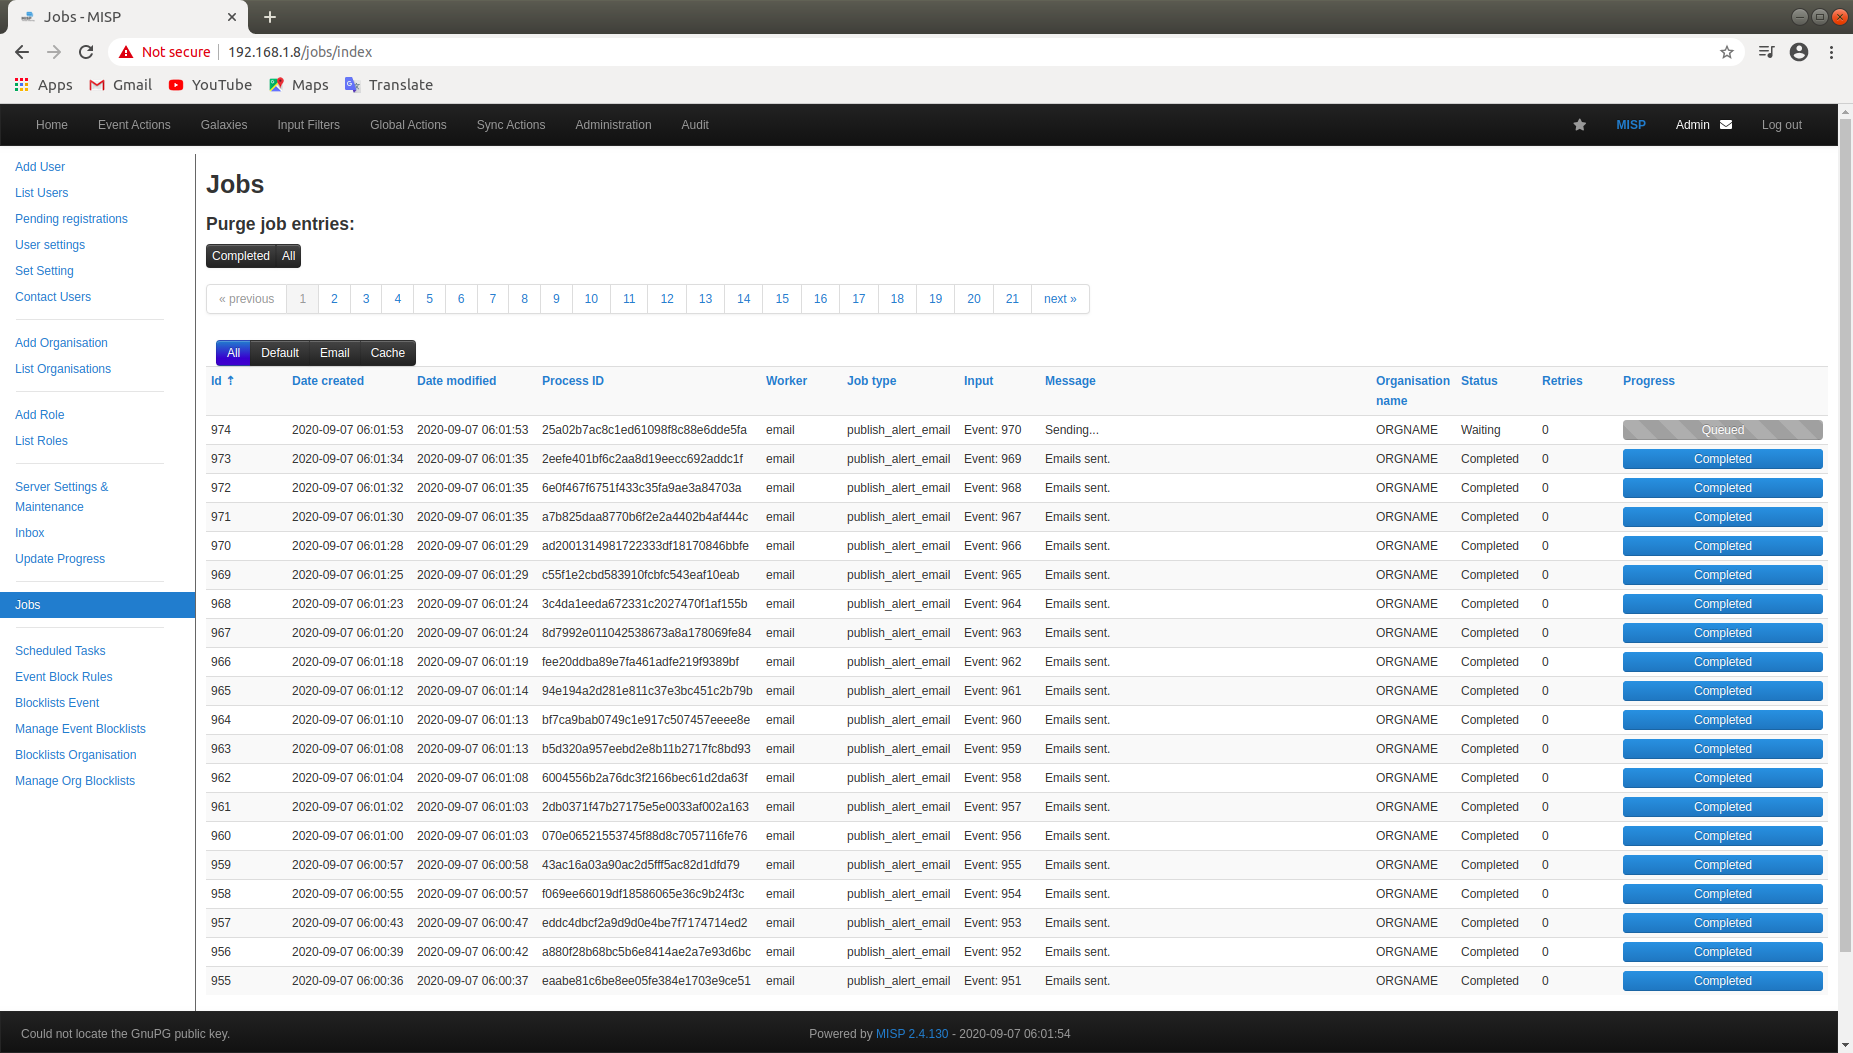 Jobs - MISP
Not secure 192.168.1.8/jobs/index
Apps Gmail YouTube Maps Translate
Home Event Actions Galaxies Input Filters Global Actions Sync Actions Administration Audit MISP Admin Log out
Add User
List Users
Pending registrations
User settings
Set Setting
Contact Users
Add Organisation
List Organisations
Add Role
List Roles
Server Settings &
Maintenance
Inbox
Update Progress
Jobs
Scheduled Tasks
Event Block Rules
Blocklists Event
Manage Event Blocklists
Blocklists Organisation
Manage Org Blocklists
Jobs
Purge job entries:
Completed All
« previous 1 2 3 4 5 6 7 8 9 10 11 12 13 14 15 16 17 18 19 20 21 next »
All Default Email Cache
Id ↑ Date created Date modified Process ID Worker Job type Input Message Organisation name Status Retries Progress
974 2020-09-07 06:01:53 2020-09-07 06:01:53 25a02b7ac8c1ed61098f8c88e6dde5fa email publish_alert_email Event: 970 Sending... ORGNAME Waiting 0 Queued
973 2020-09-07 06:01:34 2020-09-07 06:01:35 2eefe401bf6c2aa8d19eecc692addc1f email publish_alert_email Event: 969 Emails sent. ORGNAME Completed 0 Completed
972 2020-09-07 06:01:32 2020-09-07 06:01:35 6e0f467f6751f433c35fa9ae3a84703a email publish_alert_email Event: 968 Emails sent. ORGNAME Completed 0 Completed
971 2020-09-07 06:01:30 2020-09-07 06:01:35 a7b825daa8770b6f2e2a4402b4af444c email publish_alert_email Event: 967 Emails sent. ORGNAME Completed 0 Completed
970 2020-09-07 06:01:28 2020-09-07 06:01:29 ad2001314981722333df18170846bbfe email publish_alert_email Event: 966 Emails sent. ORGNAME Completed 0 Completed
969 2020-09-07 06:01:25 2020-09-07 06:01:29 c55f1e2cbd583910fcbfc543eaf10eab email publish_alert_email Event: 965 Emails sent. ORGNAME Completed 0 Completed
968 2020-09-07 06:01:23 2020-09-07 06:01:24 3c4da1eeda672331c2027470f1af155b email publish_alert_email Event: 964 Emails sent. ORGNAME Completed 0 Completed
967 2020-09-07 06:01:20 2020-09-07 06:01:24 8d7992e011042538673a8a178069fe84 email publish_alert_email Event: 963 Emails sent. ORGNAME Completed 0 Completed
966 2020-09-07 06:01:18 2020-09-07 06:01:19 fee20ddba89e7fa461adfe219f9389bf email publish_alert_email Event: 962 Emails sent. ORGNAME Completed 0 Completed
965 2020-09-07 06:01:12 2020-09-07 06:01:14 94e194a2d281e811c37e3bc451c2b79b email publish_alert_email Event: 961 Emails sent. ORGNAME Completed 0 Completed
964 2020-09-07 06:01:10 2020-09-07 06:01:13 bf7ca9bab0749c1e917c507457eeee8e email publish_alert_email Event: 960 Emails sent. ORGNAME Completed 0 Completed
963 2020-09-07 06:01:08 2020-09-07 06:01:13 b5d320a957eebd2e8b11b2717fc8bd93 email publish_alert_email Event: 959 Emails sent. ORGNAME Completed 0 Completed
962 2020-09-07 06:01:04 2020-09-07 06:01:08 6004556b2a76dc3f2166bec61d2da63f email publish_alert_email Event: 958 Emails sent. ORGNAME Completed 0 Completed
961 2020-09-07 06:01:02 2020-09-07 06:01:03 2db0371f47b27175e5e0033af002a163 email publish_alert_email Event: 957 Emails sent. ORGNAME Completed 0 Completed
960 2020-09-07 06:01:00 2020-09-07 06:01:03 070e06521553745f88d8c7057116fe76 email publish_alert_email Event: 956 Emails sent. ORGNAME Completed 0 Completed
959 2020-09-07 06:00:57 2020-09-07 06:00:58 43ac16a03a90ac2d5fff5ac82d1dfd79 email publish_alert_email Event: 955 Emails sent. ORGNAME Completed 0 Completed
958 2020-09-07 06:00:55 2020-09-07 06:00:57 f069ee66019df18586065e36c9b24f3c email publish_alert_email Event: 954 Emails sent. ORGNAME Completed 0 Completed
957 2020-09-07 06:00:43 2020-09-07 06:00:47 eddc4dbcf2a9d9d0e4be7f7174714ed2 email publish_alert_email Event: 953 Emails sent. ORGNAME Completed 0 Completed
956 2020-09-07 06:00:39 2020-09-07 06:00:42 a880f28b68bc5b6e8414ae2a7e93d6bc email publish_alert_email Event: 952 Emails sent. ORGNAME Completed 0 Completed
955 2020-09-07 06:00:36 2020-09-07 06:00:37 eaabe81c6be8ee05fe384e1703e9ce51 email publish_alert_email Event: 951 Emails sent. ORGNAME Completed 0 Completed
Could not locate the GnuPG public key. Powered by MISP 2.4.130 - 2020-09-07 06:01:54